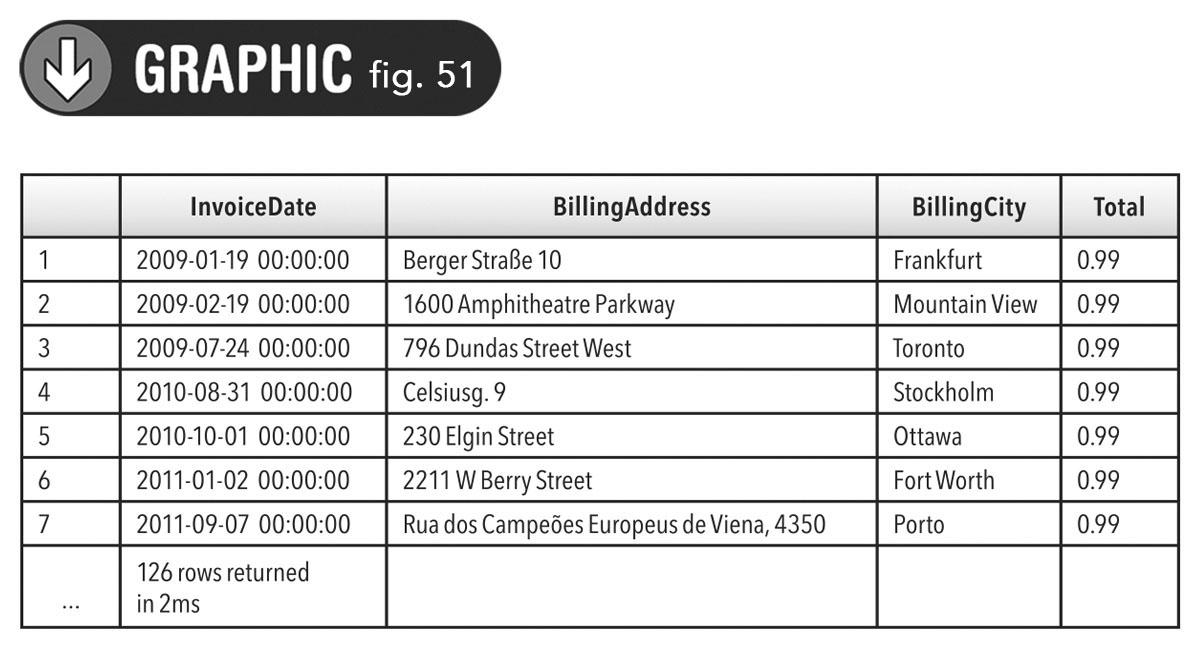 GRAPHIC fig. 51
InvoiceDate BillingAddress BillingCity Total
1 2009-01-19 00:00:00 Berger Straße 10 Frankfurt 0.99
2 2009-02-19 00:00:00 1600 Amphitheatre Parkway Mountain View 0.99
3 2009-07-24 00:00:00 796 Dundas Street West Toronto 0.99
4 2010-08-31 00:00:00 Celsiusg. 9 Stockholm 0.99
5 2010-10-01 00:00:00 230 Elgin Street Ottawa 0.99
6 2011-01-02 00:00:00 2211 W Berry Street Fort Worth 0.99
7 2011-09-07 00:00:00 Rua dos Campeões Europeus de Viena, 4350 Porto 0.99
126 rows returned
... in 2ms